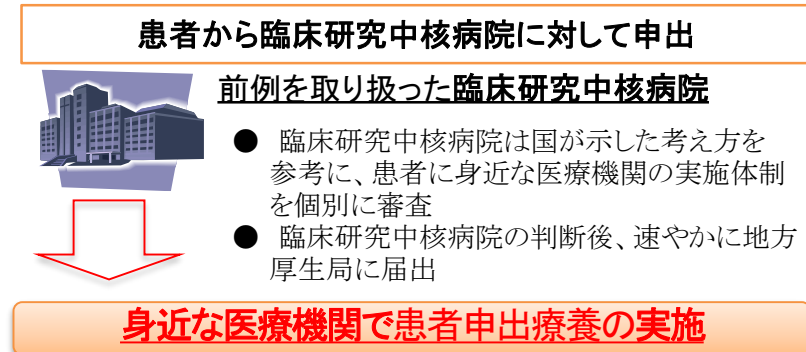 患者から臨床研究中核病院に対して申出
前例を取り扱った臨床研究中核病院
● 臨床研究中核病院は国が示した考え方を
参考に、患者に身近な医療機関の実施体制
を個別に審査
● 臨床研究中核病院の判断後、速やかに地方
厚生局に届出
身近な医療機関で患者申出療養の実施